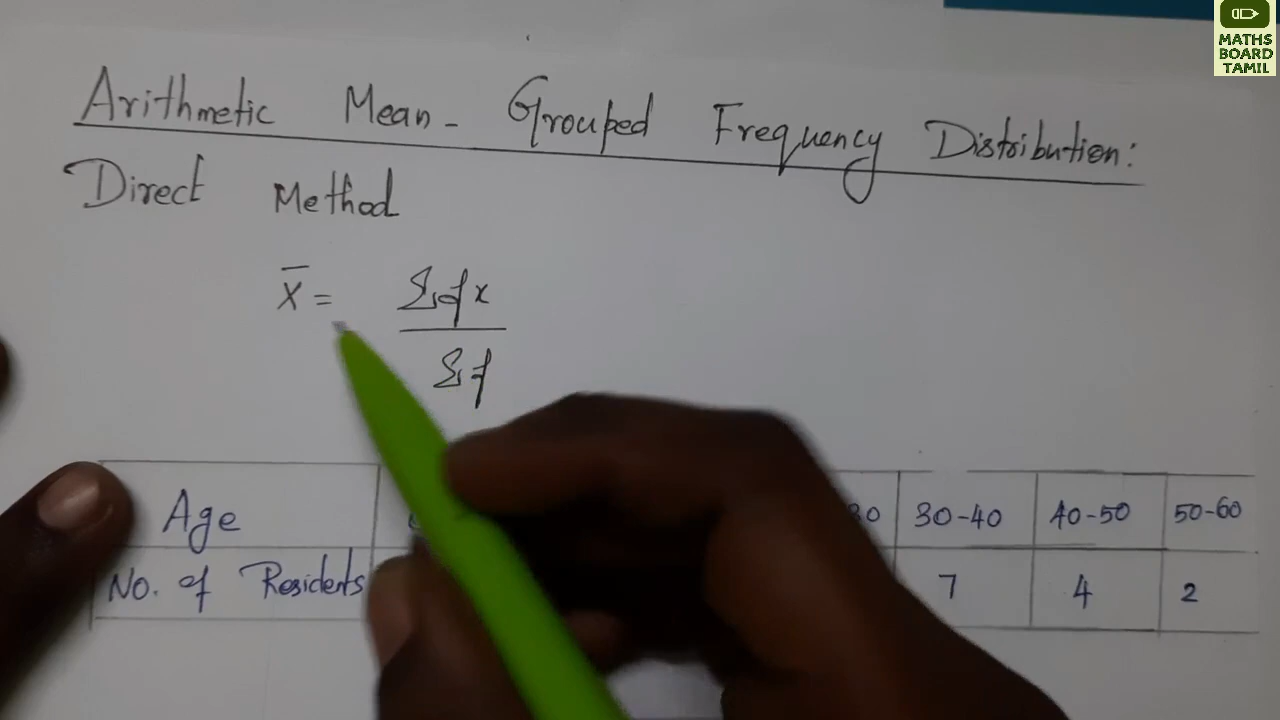 MATHS
BOARD
TAMIL
Arithmetic Mean - Grouped Frequency Distribution:
Direct Method
X̅ = Σfx / Σf
Age 30-40 40-50 50-60
No. of Residents 7 4 2